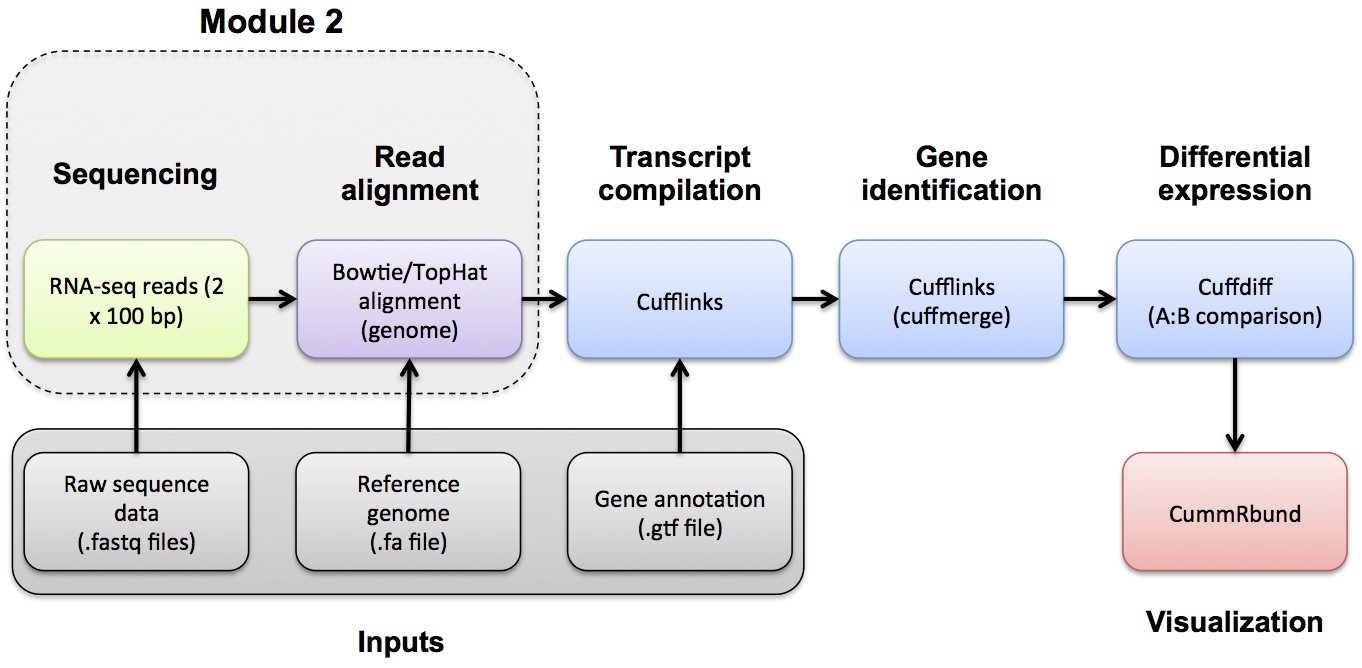 Module 2
Sequencing
Read
alignment
Transcript
compilation
Gene
identification
Differential
expression
RNA-seq reads (2
x 100 bp)
Bowtie/TopHat
alignment
(genome)
Cufflinks
Cufflinks
(cuffmerge)
Cuffdiff
(A:B comparison)
Raw sequence
data
(.fastq files)
Reference
genome
(.fa file)
Gene annotation
(.gtf file)
CummRbund
Inputs
Visualization